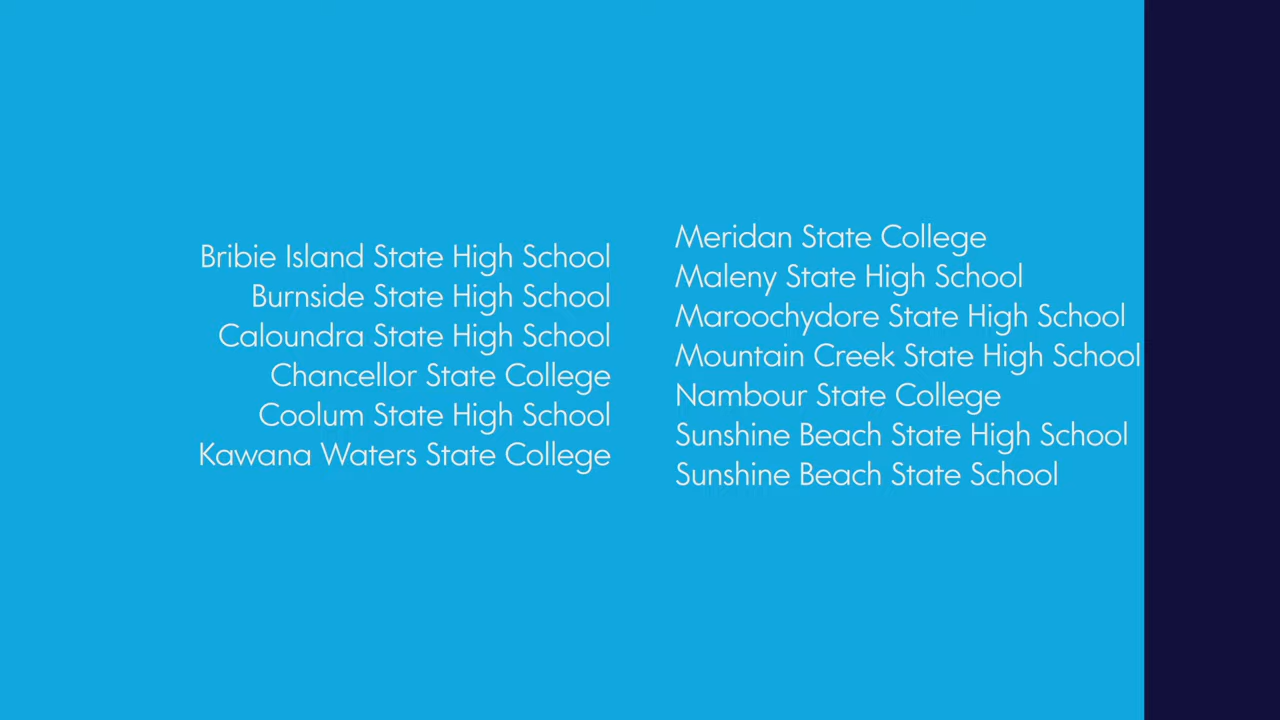 Bribie Island State High School
Burnside State High School
Caloundra State High School
Chancellor State College
Coolum State High School
Kawana Waters State College
Meridan State College
Maleny State High School
Maroochydore State High School
Mountain Creek State High School
Nambour State College
Sunshine Beach State High School
Sunshine Beach State School